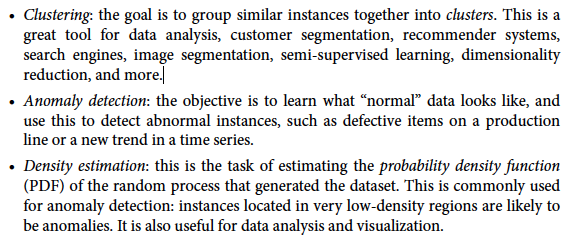 • Clustering: the goal is to group similar instances together into clusters. This is a
great tool for data analysis, customer segmentation, recommender systems,
search engines, image segmentation, semi-supervised learning, dimensionality
reduction, and more.
• Anomaly detection: the objective is to learn what “normal” data looks like, and
use this to detect abnormal instances, such as defective items on a production
line or a new trend in a time series.
• Density estimation: this is the task of estimating the probability density function
(PDF) of the random process that generated the dataset. This is commonly used
for anomaly detection: instances located in very low-density regions are likely to
be anomalies. It is also useful for data analysis and visualization.